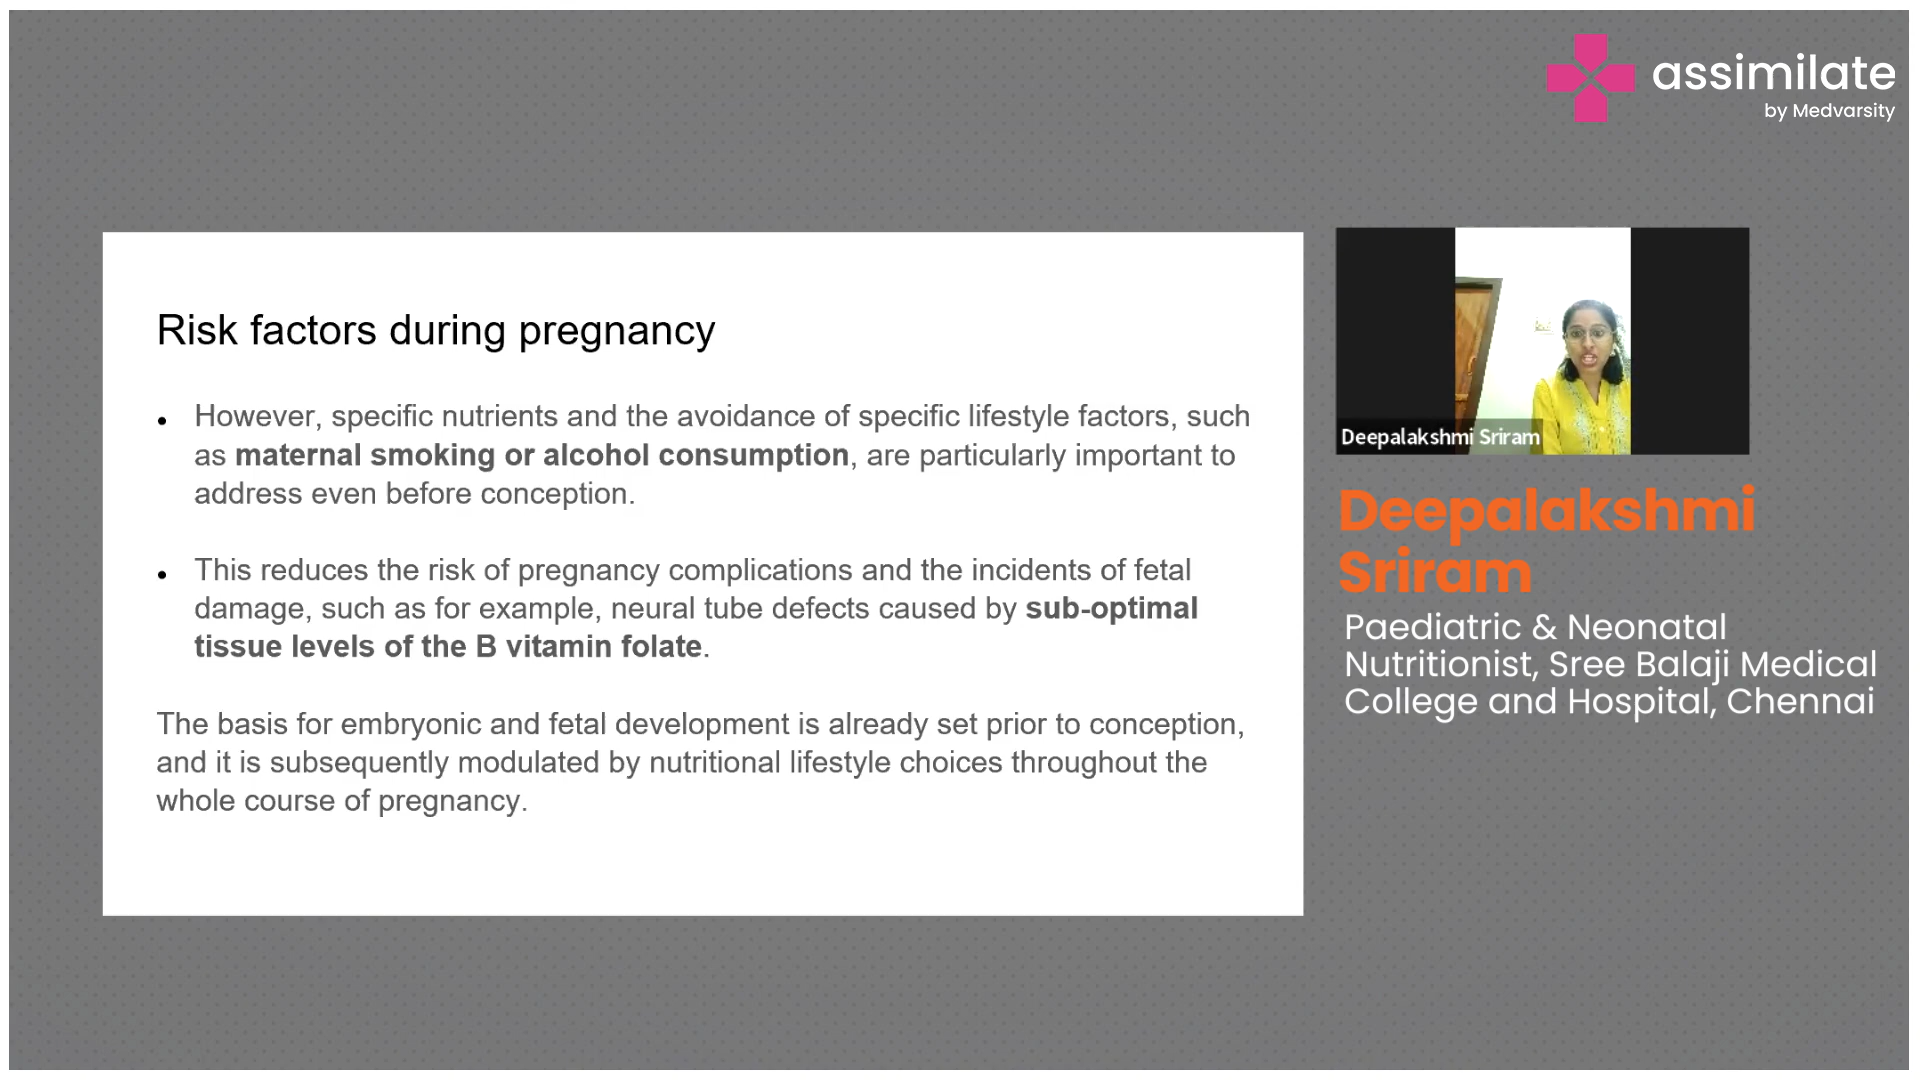 assimilate
by Medvarsity
Risk factors during pregnancy
• However, specific nutrients and the avoidance of specific lifestyle factors, such
as maternal smoking or alcohol consumption, are particularly important to
address even before conception.
• This reduces the risk of pregnancy complications and the incidents of fetal
damage, such as for example, neural tube defects caused by sub-optimal
tissue levels of the B vitamin folate.
The basis for embryonic and fetal development is already set prior to conception,
and it is subsequently modulated by nutritional lifestyle choices throughout the
whole course of pregnancy.
Deepalakshmi Sriram
Deepalakshmi
Sriram
Paediatric & Neonatal
Nutritionist, Sree Balaji Medical
College and Hospital, Chennai